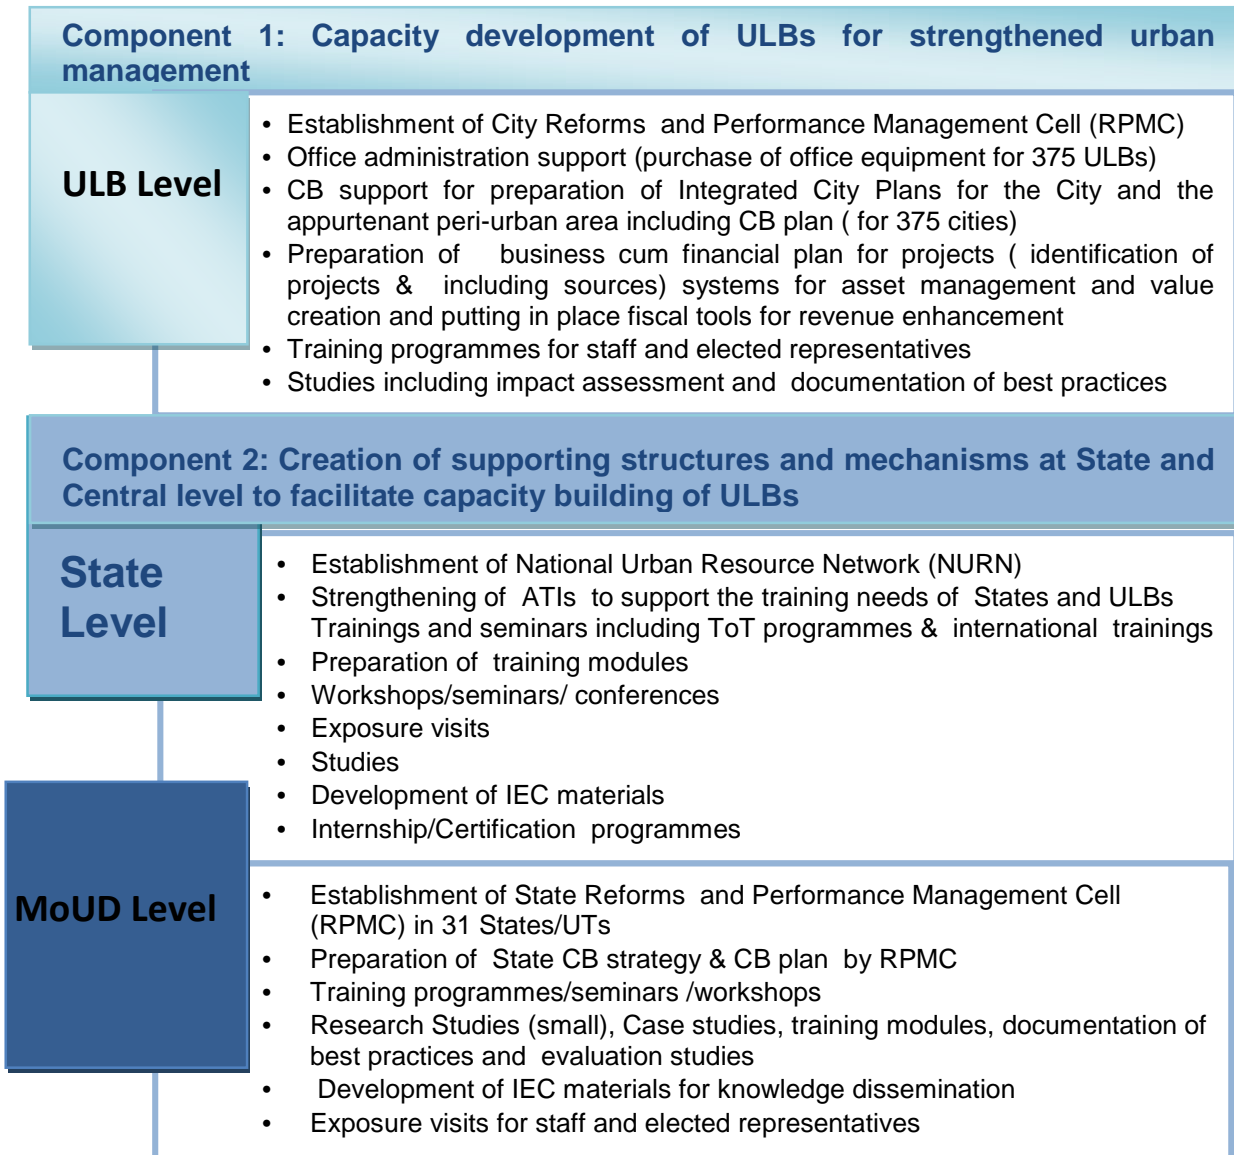 Component 1: Capacity development of ULBs for strengthened urban
management
ULB Level
• Establishment of City Reforms and Performance Management Cell (RPMC)
• Office administration support (purchase of office equipment for 375 ULBs)
• CB support for preparation of Integrated City Plans for the City and the
appurtenant peri-urban area including CB plan ( for 375 cities)
• Preparation of business cum financial plan for projects ( identification of
projects & including sources) systems for asset management and value
creation and putting in place fiscal tools for revenue enhancement
• Training programmes for staff and elected representatives
• Studies including impact assessment and documentation of best practices
Component 2: Creation of supporting structures and mechanisms at State and
Central level to facilitate capacity building of ULBs
State
Level
• Establishment of National Urban Resource Network (NURN)
• Strengthening of ATIs to support the training needs of States and ULBs
Trainings and seminars including ToT programmes & international trainings
• Preparation of training modules
• Workshops/seminars/ conferences
• Exposure visits
• Studies
• Development of IEC materials
• Internship/Certification programmes
MoUD Level
• Establishment of State Reforms and Performance Management Cell
(RPMC) in 31 States/UTs
• Preparation of State CB strategy & CB plan by RPMC
• Training programmes/seminars /workshops
• Research Studies (small), Case studies, training modules, documentation of
best practices and evaluation studies
• Development of IEC materials for knowledge dissemination
• Exposure visits for staff and elected representatives